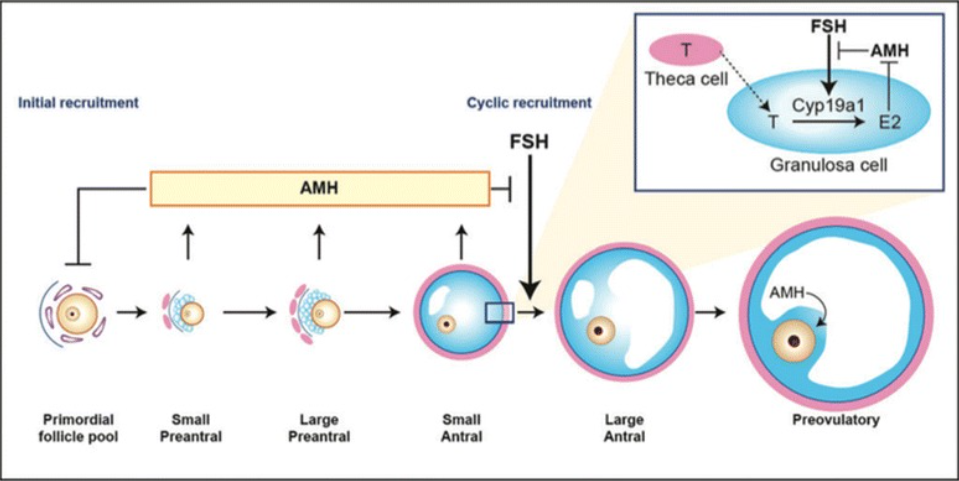 Initial recruitment
Cyclic recruitment
FSH
AMH
FSH
AMH
T
Theca cell
Cyp19a1
T
E2
Granulosa cell
AMH
Primordial
follicle pool
Small
Preantral
Large
Preantral
Small
Antral
Large
Antral
Preovulatory